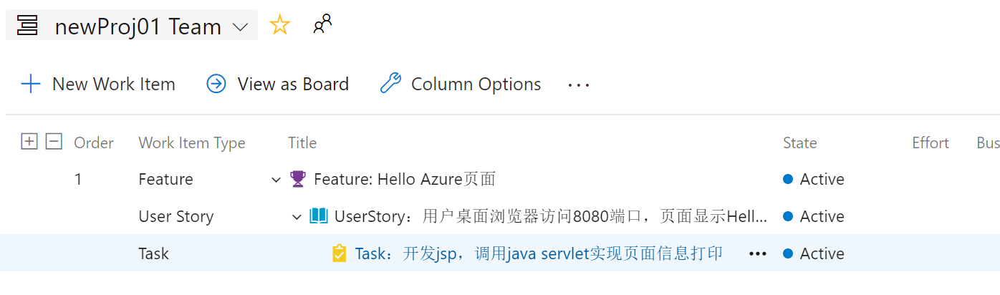 newProj01 Team
New Work Item View as Board Column Options ...
Order Work Item Type Title State Effort Bus
1 Feature Feature: Hello Azure页面 Active
User Story UserStory：用户桌面浏览器访问8080端口，页面显示Hell... Active
Task Task：开发jsp，调用java servlet实现页面信息打印 ... Active